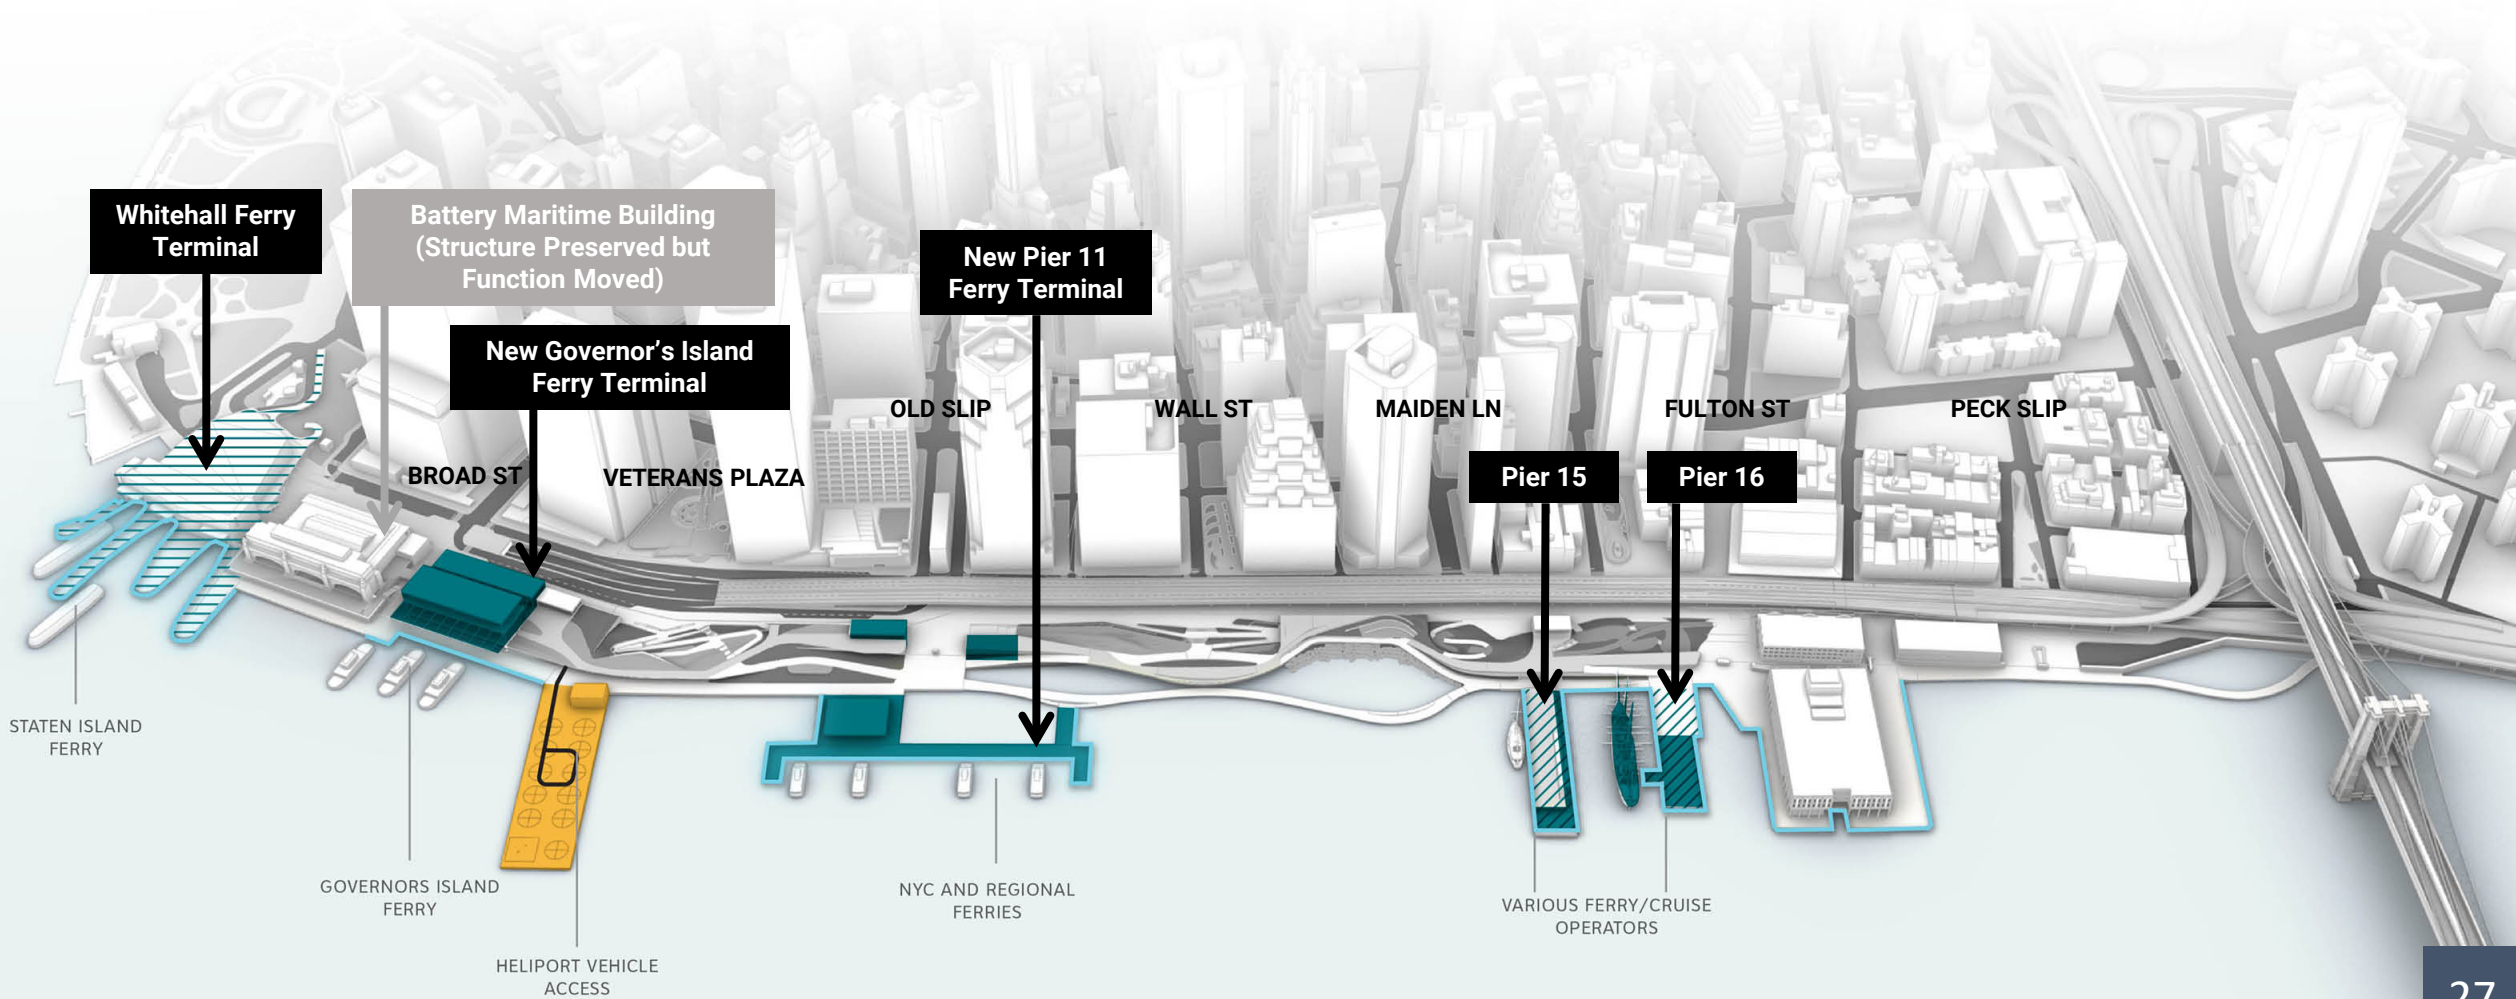 Whitehall Ferry
Terminal
Battery Maritime Building
(Structure Preserved but
Function Moved)
New Pier 11
Ferry Terminal
New Governor’s Island
Ferry Terminal
OLD SLIP
WALL ST
MAIDEN LN
FULTON ST
PECK SLIP
BROAD ST
VETERANS PLAZA
Pier 15
Pier 16
STATEN ISLAND
FERRY
GOVERNORS ISLAND
FERRY
HELIPORT VEHICLE
ACCESS
NYC AND REGIONAL
FERRIES
VARIOUS FERRY/CRUISE
OPERATORS
27